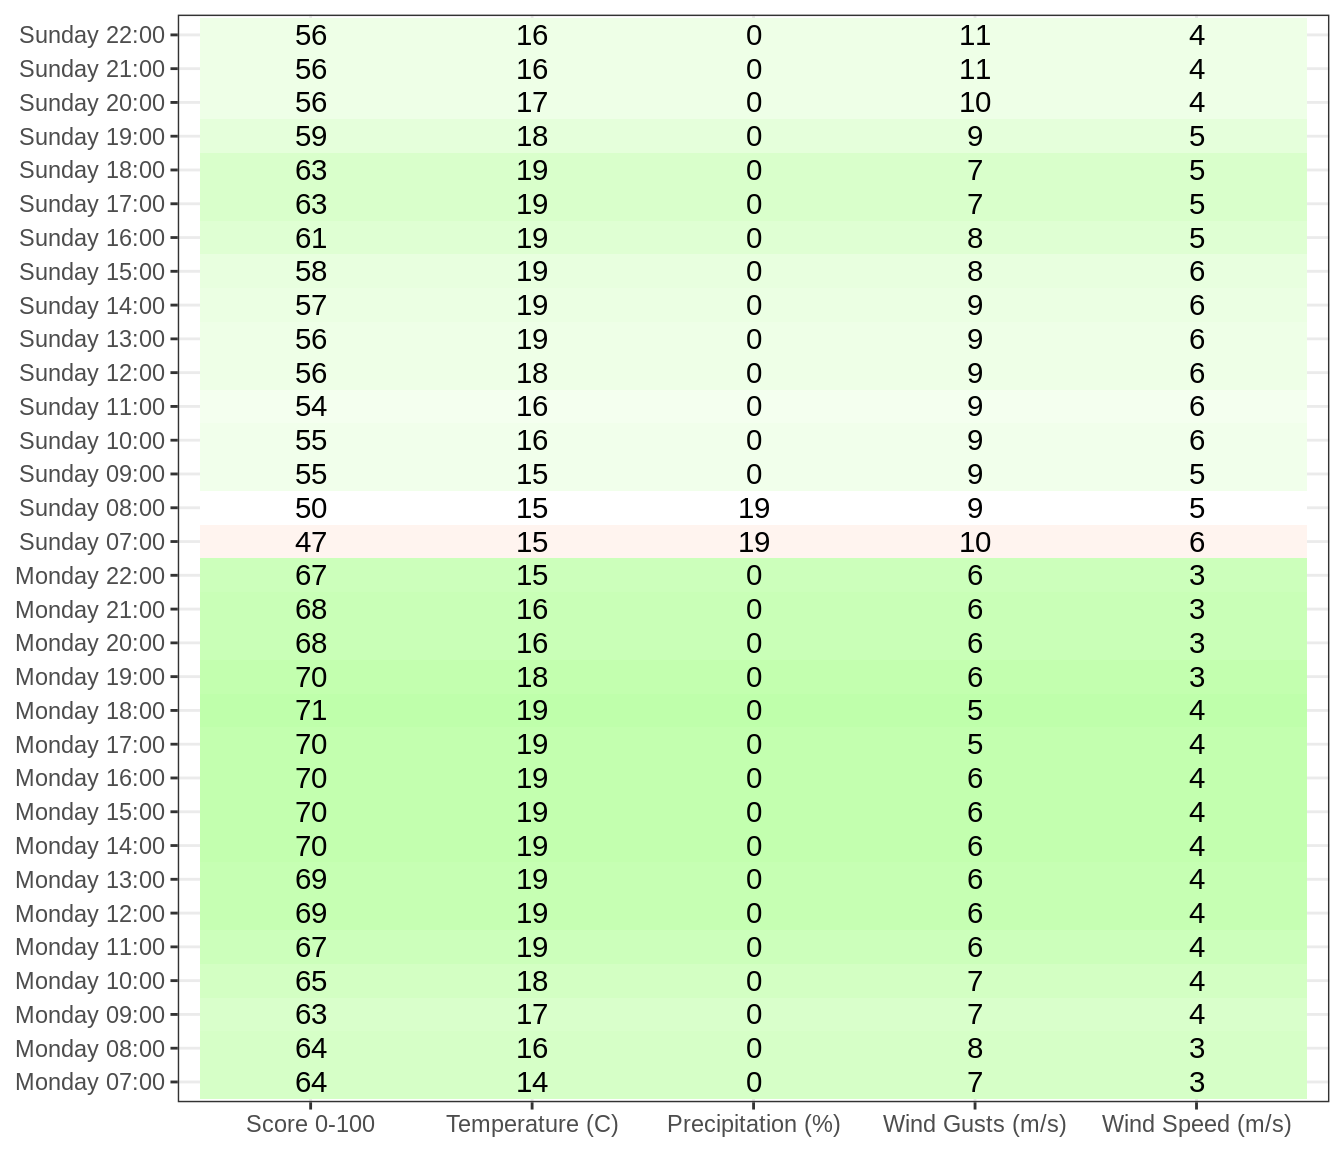 Sunday 22:00 56 16 0 11 4
Sunday 21:00 56 16 0 11 4
Sunday 20:00 56 17 0 10 4
Sunday 19:00 59 18 0 9 5
Sunday 18:00 63 19 0 7 5
Sunday 17:00 63 19 0 7 5
Sunday 16:00 61 19 0 8 5
Sunday 15:00 58 19 0 8 6
Sunday 14:00 57 19 0 9 6
Sunday 13:00 56 19 0 9 6
Sunday 12:00 56 18 0 9 6
Sunday 11:00 54 16 0 9 6
Sunday 10:00 55 16 0 9 6
Sunday 09:00 55 15 0 9 5
Sunday 08:00 50 15 19 9 5
Sunday 07:00 47 15 19 10 6
Monday 22:00 67 15 0 6 3
Monday 21:00 68 16 0 6 3
Monday 20:00 68 16 0 6 3
Monday 19:00 70 18 0 6 3
Monday 18:00 71 19 0 5 4
Monday 17:00 70 19 0 5 4
Monday 16:00 70 19 0 6 4
Monday 15:00 70 19 0 6 4
Monday 14:00 70 19 0 6 4
Monday 13:00 69 19 0 6 4
Monday 12:00 69 19 0 6 4
Monday 11:00 67 19 0 6 4
Monday 10:00 65 18 0 7 4
Monday 09:00 63 17 0 7 4
Monday 08:00 64 16 0 8 3
Monday 07:00 64 14 0 7 3
Score 0-100 Temperature (C) Precipitation (%) Wind Gusts (m/s) Wind Speed (m/s)